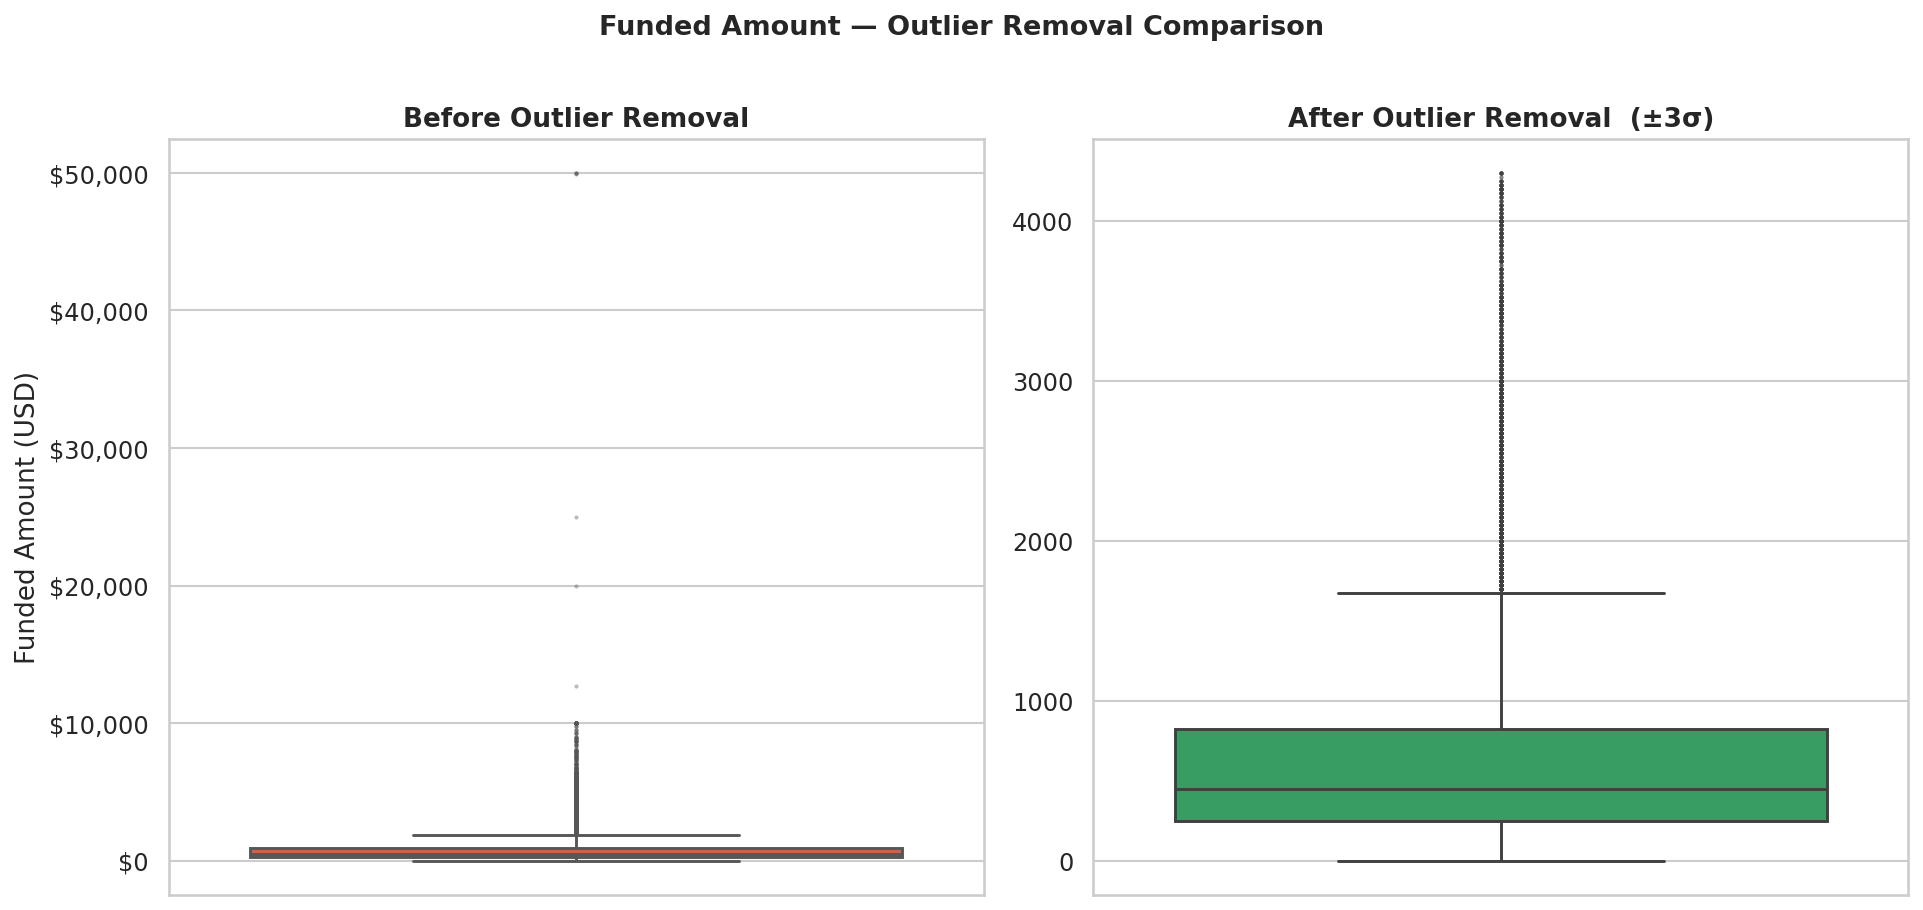 Funded Amount — Outlier Removal Comparison
Before Outlier Removal
$50,000
$40,000
$30,000
$20,000
$10,000
$0
Funded Amount (USD)
After Outlier Removal  (±3σ)
4000
3000
2000
1000
0